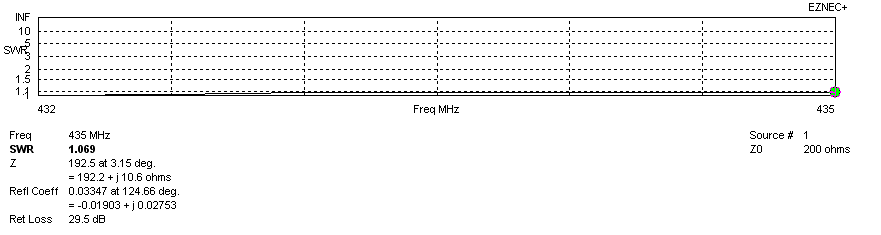 EZNEC+
INF
10
5
SWR
3
2
1.5
1.1
1
432 Freq MHz 435
Freq 435 MHz Source # 1
SWR 1.069 Z0 200 ohms
Z 192.5 at 3.15 deg.
= 192.2 + j 10.6 ohms
Refl Coeff 0.03347 at 124.66 deg.
= -0.01903 + j 0.02753
Ret Loss 29.5 dB